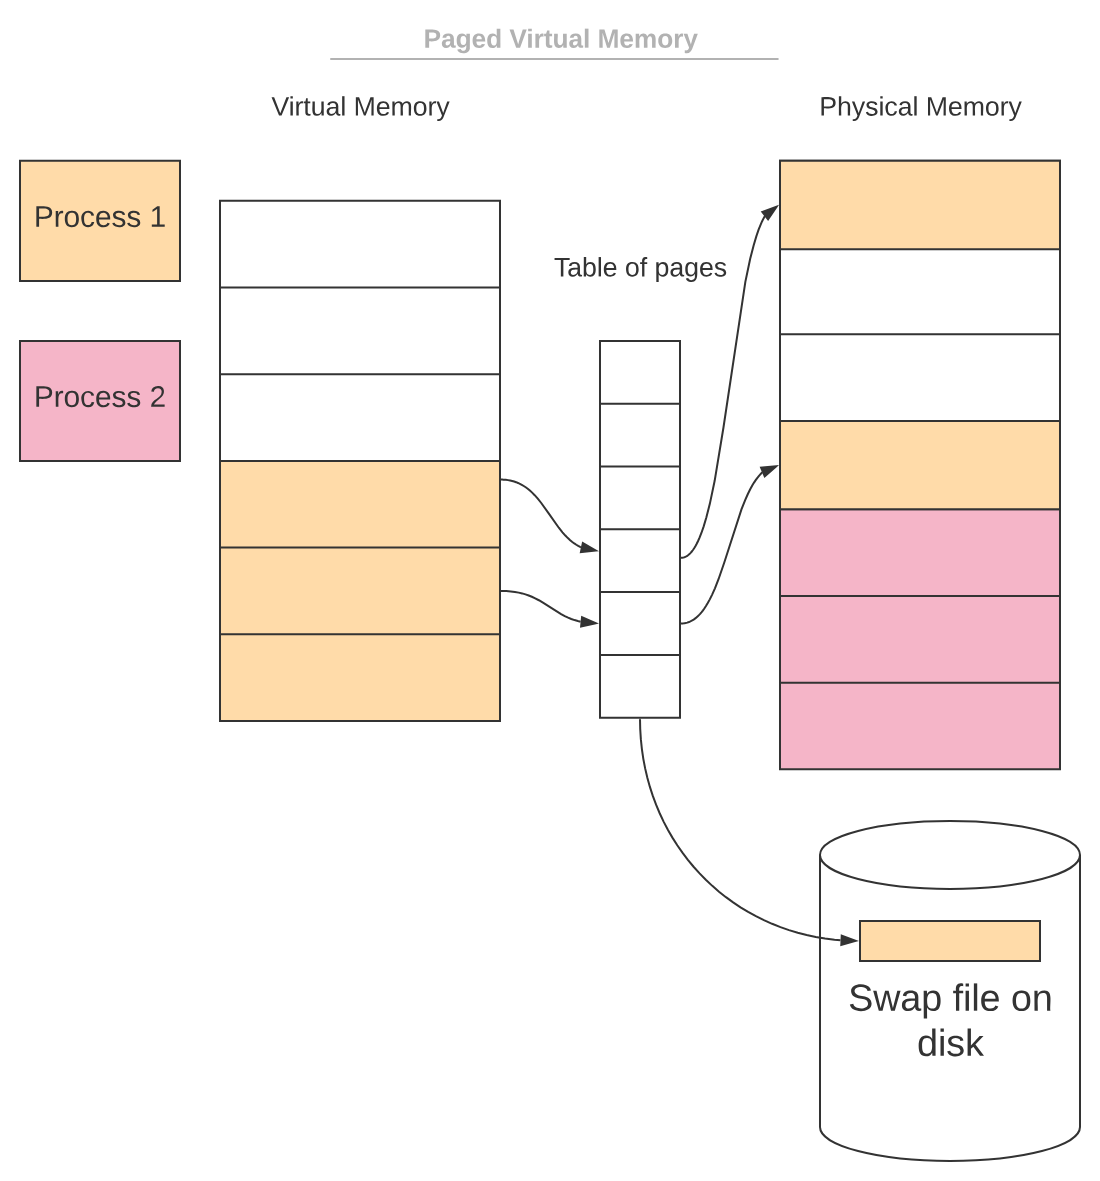 Paged Virtual Memory
Virtual Memory
Physical Memory
Process 1
Table of pages
Process 2
Swap file on
disk